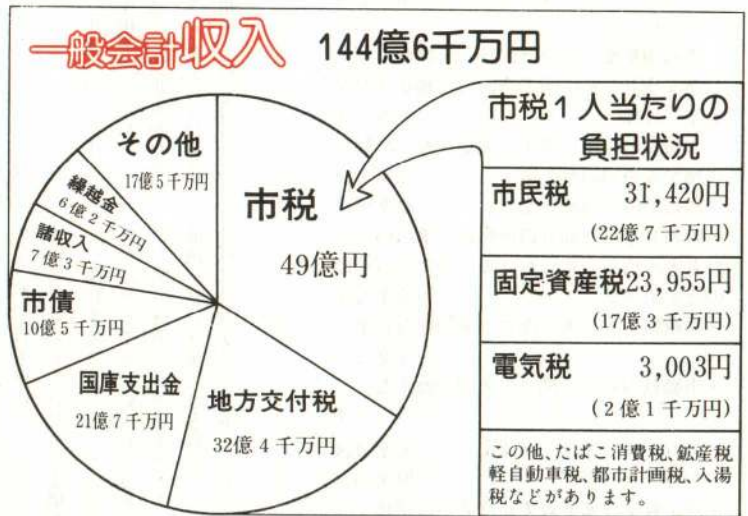 一般会計収入 144億6千万円
市税
49億円
地方交付税
32億4千万円
国庫支出金
21億7千万円
市債
10億5千万円
諸収入
7億3千万円
繰越金
6億2千万円
その他
17億5千万円
市税1人当たりの
負担状況
市民税 31,420円
(22億7千万円)
固定資産税23,955円
(17億3千万円)
電気税 3,003円
(2億1千万円)
この他、たばこ消費税、鉱産税
軽自動車税、都市計画税、入湯
税などがあります。